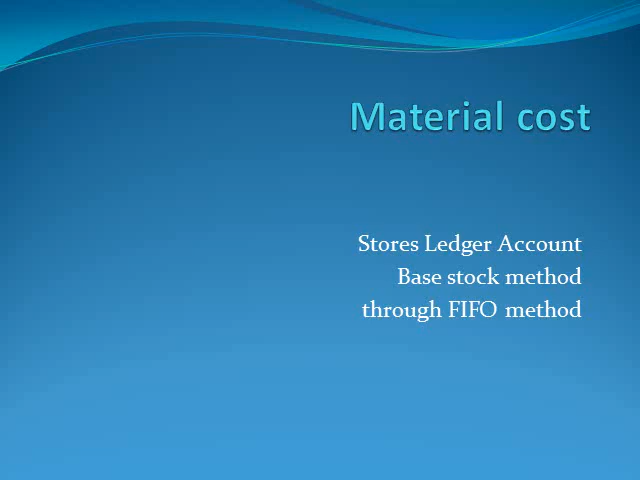 Material cost
Stores Ledger Account
Base stock method
through FIFO method